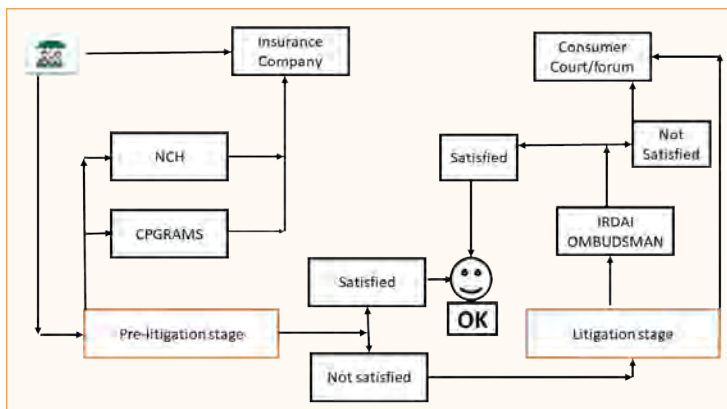 Insurance
Company
Consumer
Court/forum
NCH
Satisfied
Not
Satisfied
CPGRAMS
IRDAI
OMBUDSMAN
Satisfied
OK
Pre-litigation stage
Litigation stage
Not satisfied